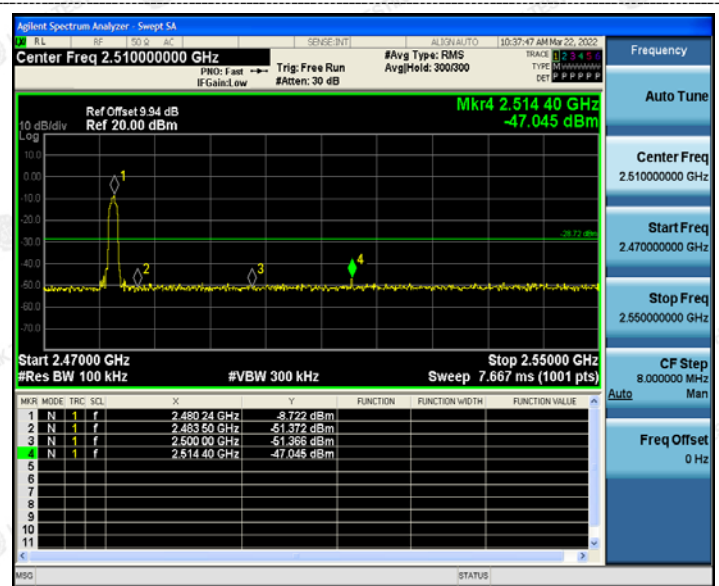 Agilent Spectrum Analyzer - Swept SA
RL RF 50 Ω AC SENSE:INT ALIGN AUTO 10:37:47 AM Mar 22, 2022
Center Freq 2.510000000 GHz
PNO: Fast
IFGain:Low
Trig: Free Run
#Atten: 30 dB
#Avg Type: RMS
Avg|Hold: 300/300
TRACE 1 2 3 4 5 6
TYPE M W W W W W
DET P P P P P P
Frequency
Auto Tune
Center Freq
2.510000000 GHz
Start Freq
2.470000000 GHz
Stop Freq
2.550000000 GHz
CF Step
8.000000 MHz
Auto Man
Freq Offset
0 Hz
Ref Offset 9.94 dB
10 dB/div Ref 20.00 dBm
Log
Mkr4 2.514 40 GHz
-47.045 dBm
10.0
0.00
-10.0
-20.0
-30.0
-40.0
-50.0
-60.0
-70.0
1
2
3
4
-28.72 dBm
Start 2.47000 GHz Stop 2.55000 GHz
#Res BW 100 kHz #VBW 300 kHz Sweep 7.667 ms (1001 pts)
MKR MODE TRC SCL X Y FUNCTION FUNCTION WIDTH FUNCTION VALUE
1 N 1 f 2.480 24 GHz -8.722 dBm
2 N 1 f 2.483 50 GHz -51.372 dBm
3 N 1 f 2.500 00 GHz -51.366 dBm
4 N 1 f 2.514 40 GHz -47.045 dBm
5
6
7
8
9
10
11
MSG STATUS